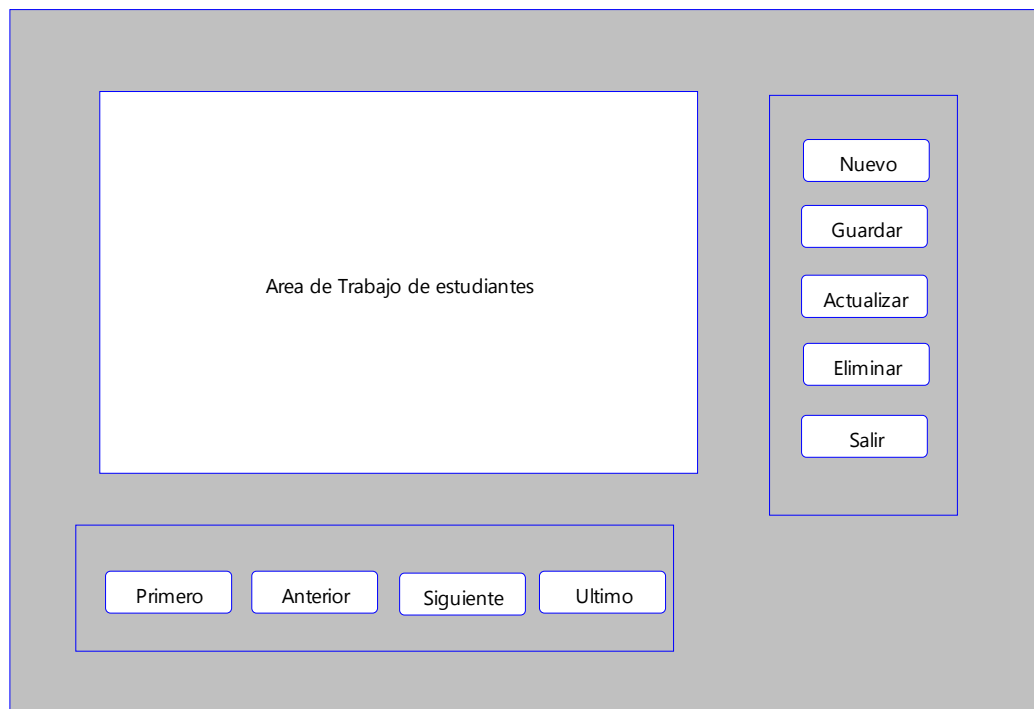 Area de Trabajo de estudiantes
Nuevo
Guardar
Actualizar
Eliminar
Salir
Primero
Anterior
Siguiente
Ultimo